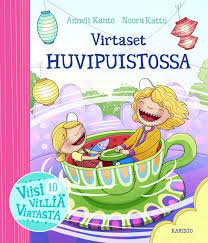 Anneli Kanto Noora Katto
Virtaset
HUVIPUISTOSSA
Viisi 10
VILLIÄ
VIRTASTA
KARISTO